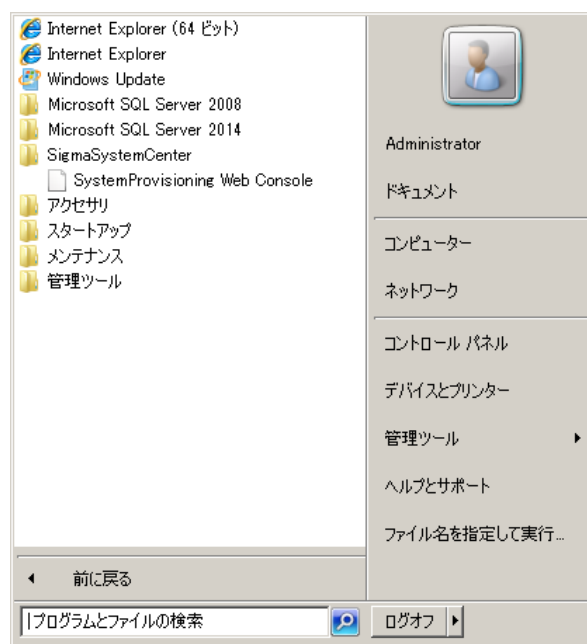 Internet Explorer (64 ビット)
Internet Explorer
Windows Update
Microsoft SQL Server 2008
Microsoft SQL Server 2014
SigmaSystemCenter
SystemProvisioning Web Console
アクセサリ
スタートアップ
メンテナンス
管理ツール
前に戻る
プログラムとファイルの検索
Administrator
ドキュメント
コンピューター
ネットワーク
コントロール パネル
デバイスとプリンター
管理ツール
ヘルプとサポート
ファイル名を指定して実行...
ログオフ